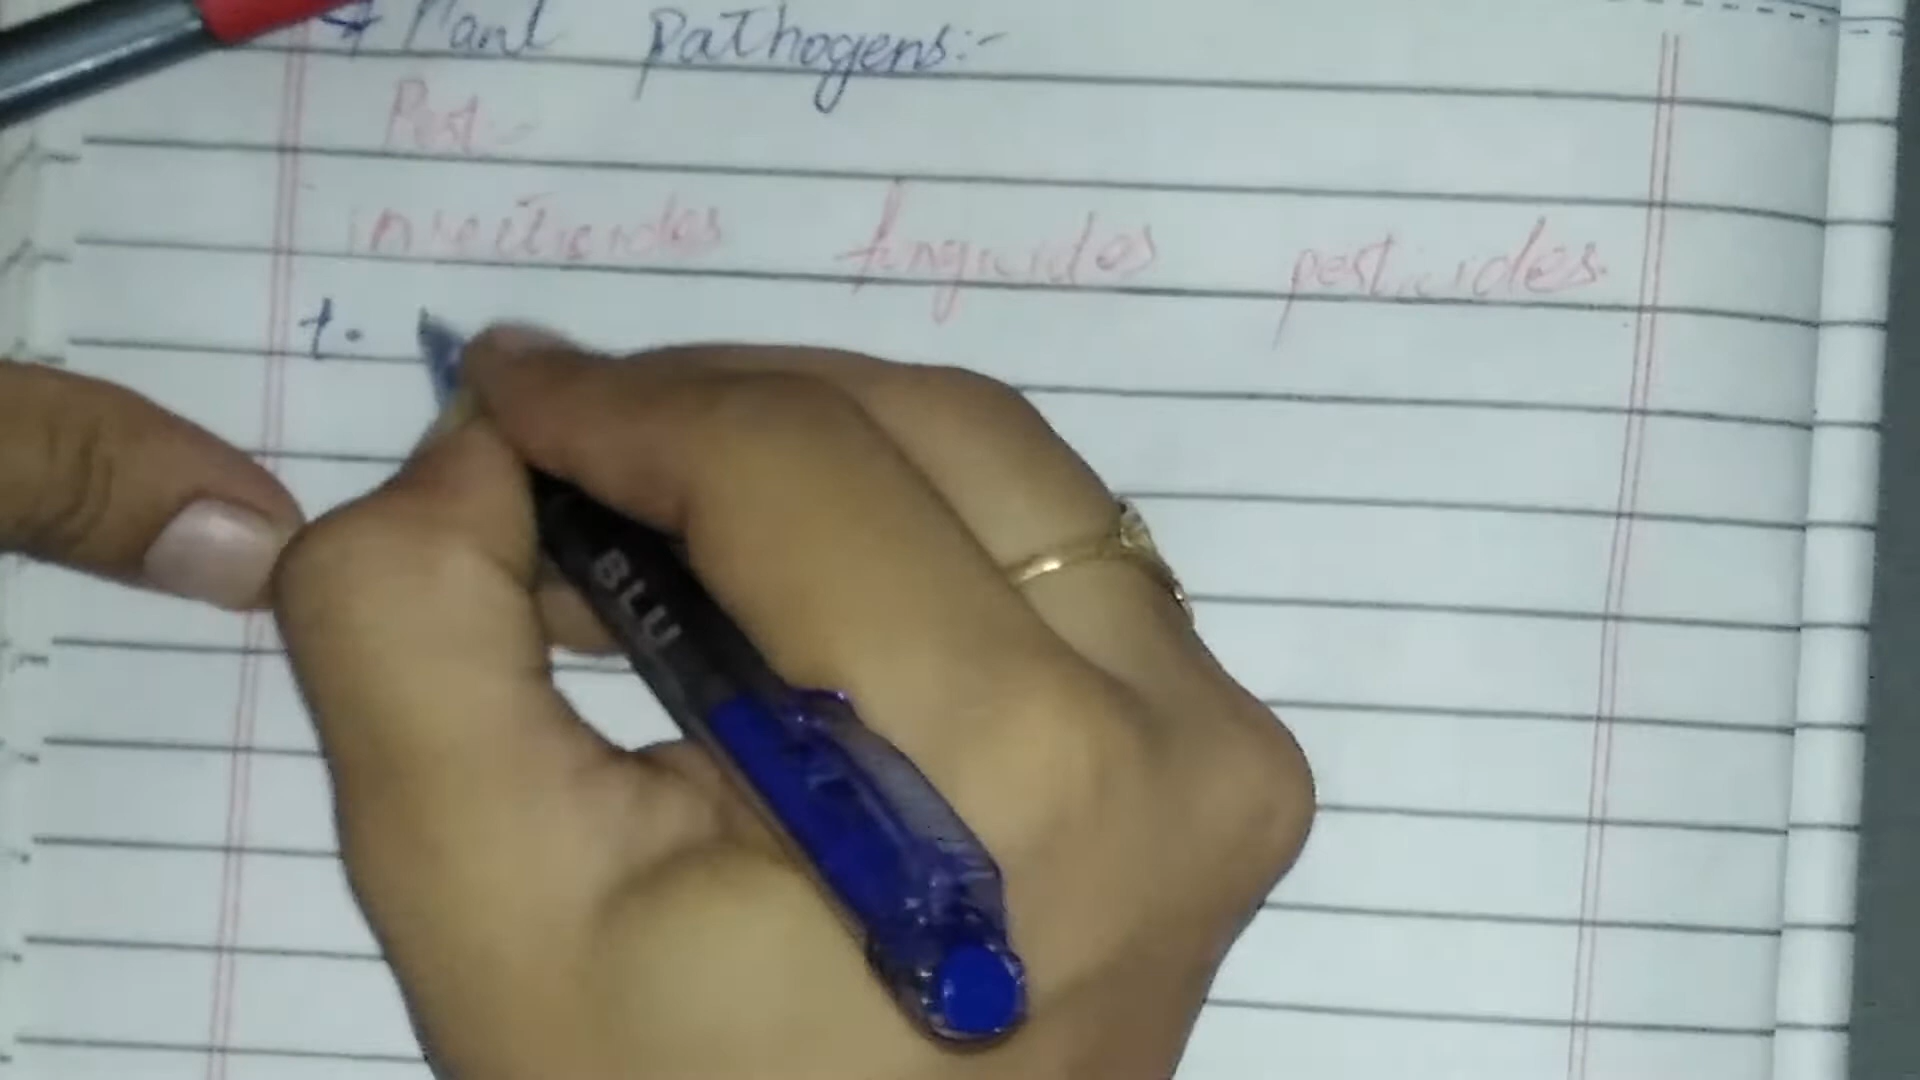 → Plant pathogens:-
Pest:-
insecticides fungicides pesticides.
1.
BLU